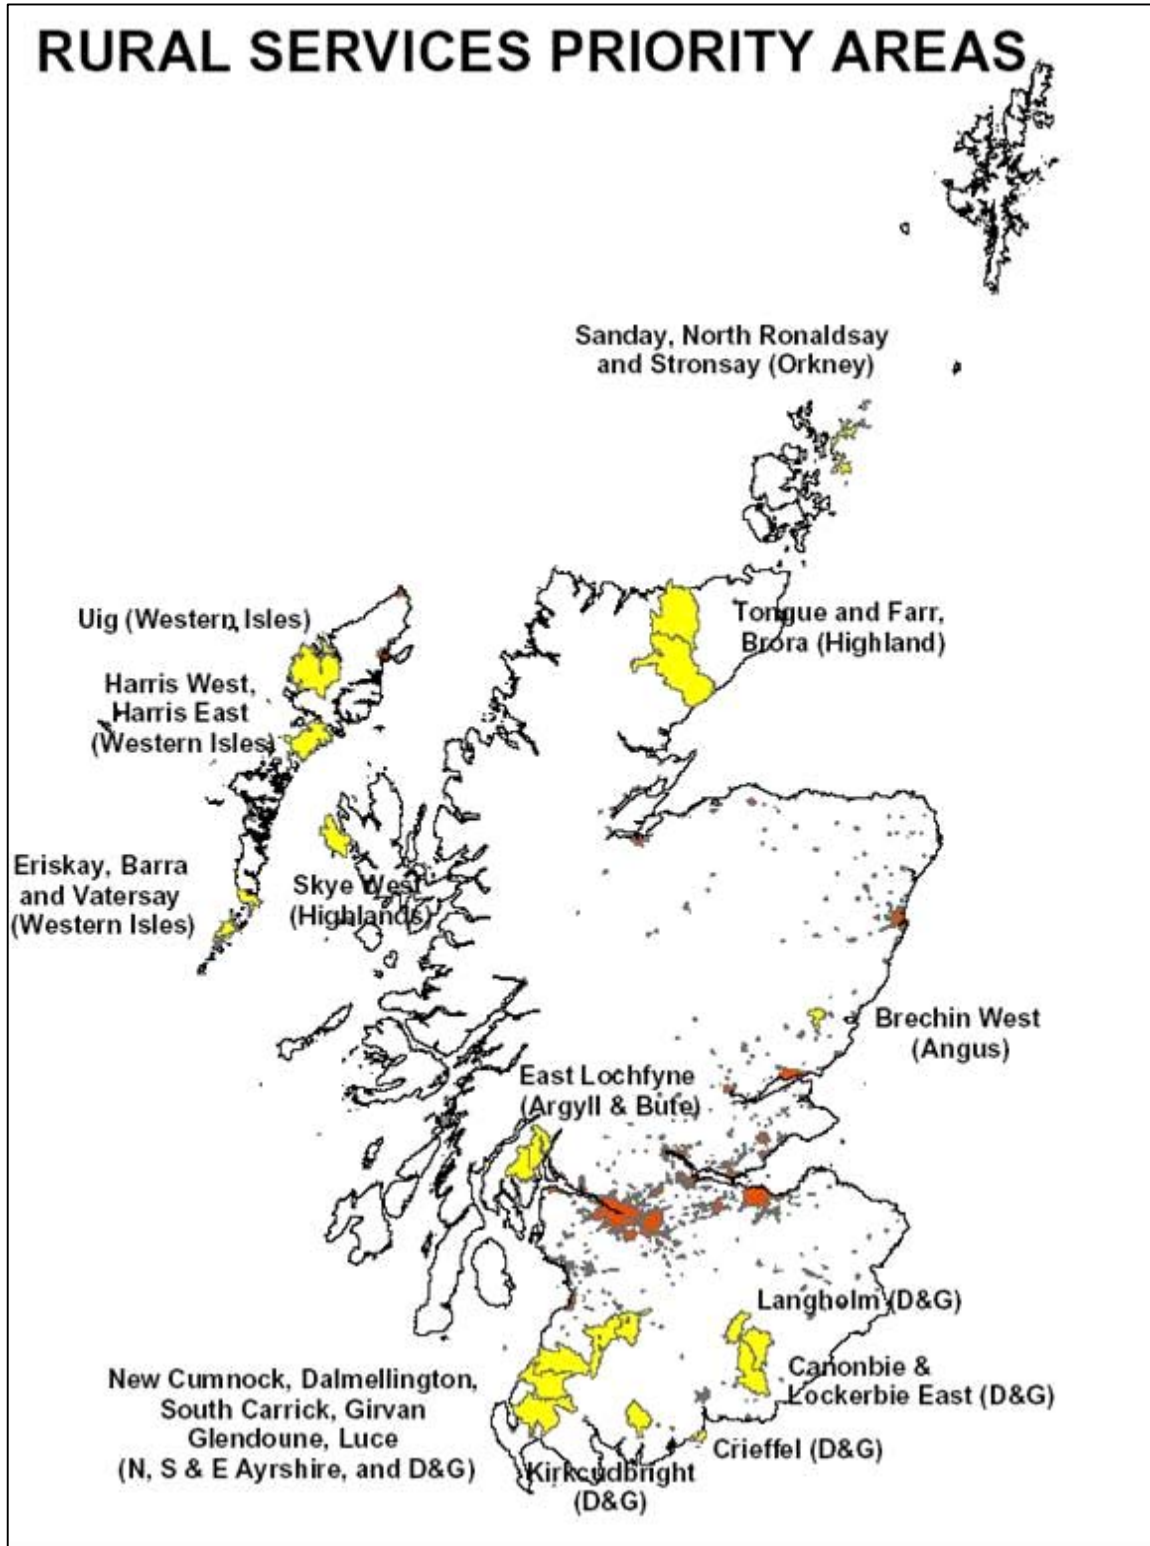 RURAL SERVICES PRIORITY AREAS
Sanday, North Ronaldsay
and Stronsay (Orkney)
Uig (Western Isles)
Tongue and Farr,
Brora (Highland)
Harris West,
Harris East
(Western Isles)
Eriskay, Barra
and Vatersay
(Western Isles)
Skye West
(Highlands)
Brechin West
(Angus)
East Lochfyne
(Argyll & Bute)
Langholm (D&G)
Canonbie &
Lockerbie East (D&G)
New Cumnock, Dalmellington,
South Carrick, Girvan
Glendoune, Luce
(N, S & E Ayrshire, and D&G)
Crieffel (D&G)
Kirkcudbright
(D&G)